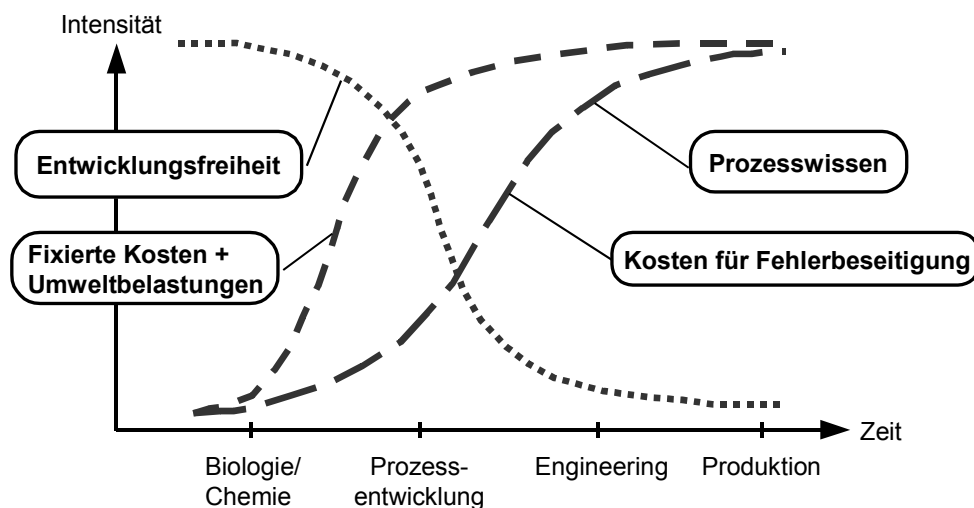 Intensität
Entwicklungsfreiheit
Prozesswissen
Fixierte Kosten +
Umweltbelastungen
Kosten für Fehlerbeseitigung
Zeit
Biologie/
Chemie
Prozess-
entwicklung
Engineering
Produktion